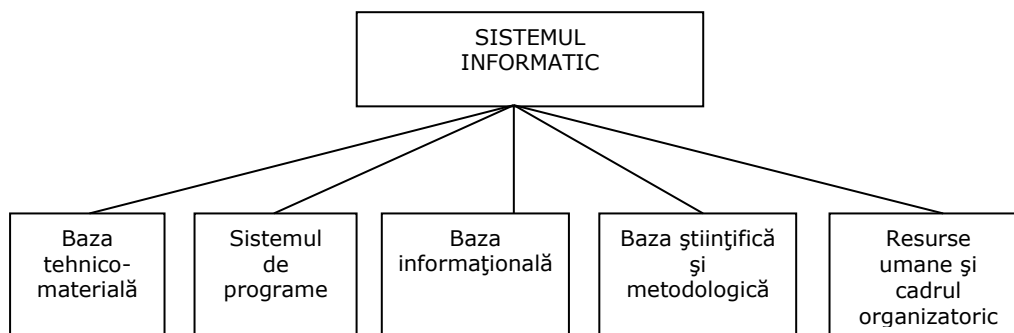 SISTEMUL
INFORMATIC
Baza
tehnico-
materială
Sistemul
de
programe
Baza
informaţională
Baza ştiinţifică
şi
metodologică
Resurse
umane şi
cadrul
organizatoric